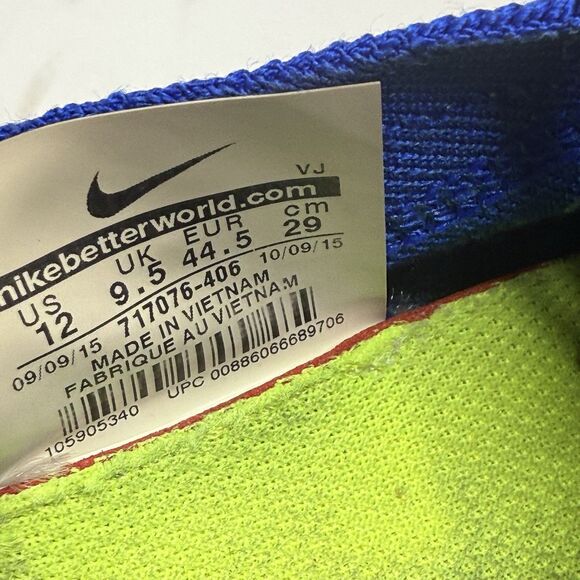 VJ
nikebetterworld.com
US UK EUR cm
12 9.5 44.5 29
09/09/15 717076-406 10/09/15
MADE IN VIETNAM
FABRIQUE AU VIETNAM
105905340 UPC 00886066689706